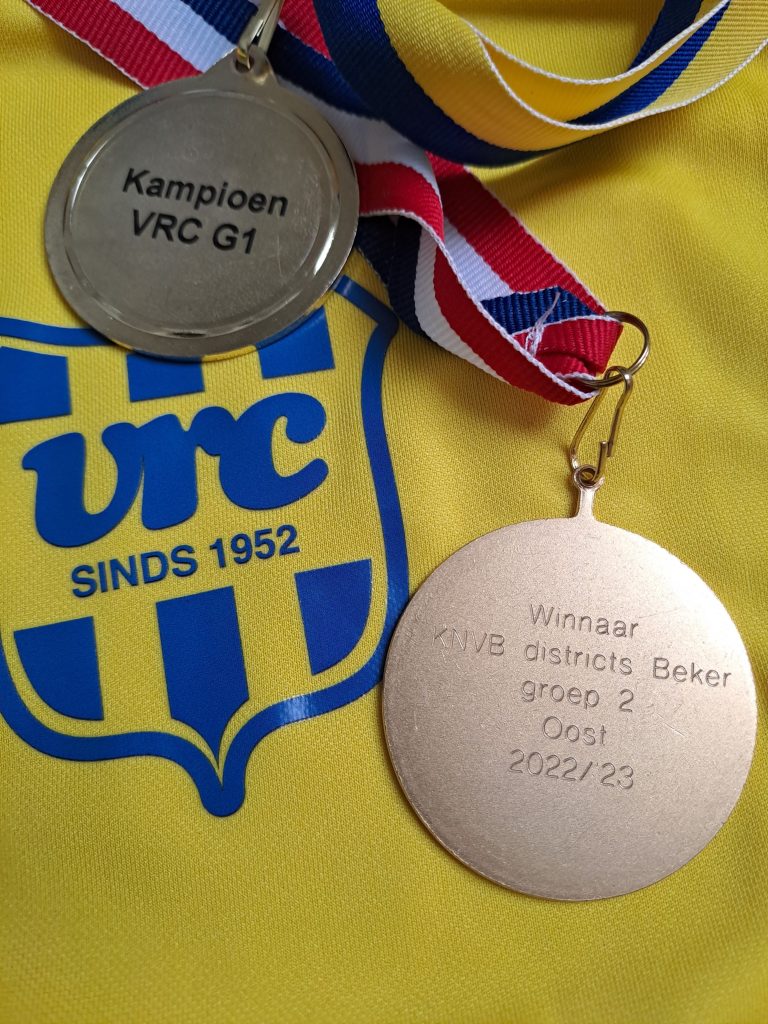 Kampioen
VRC G1
vrc
SINDS 1952
Winnaar
KNVB districts Beker
groep 2
Oost
2022/'23